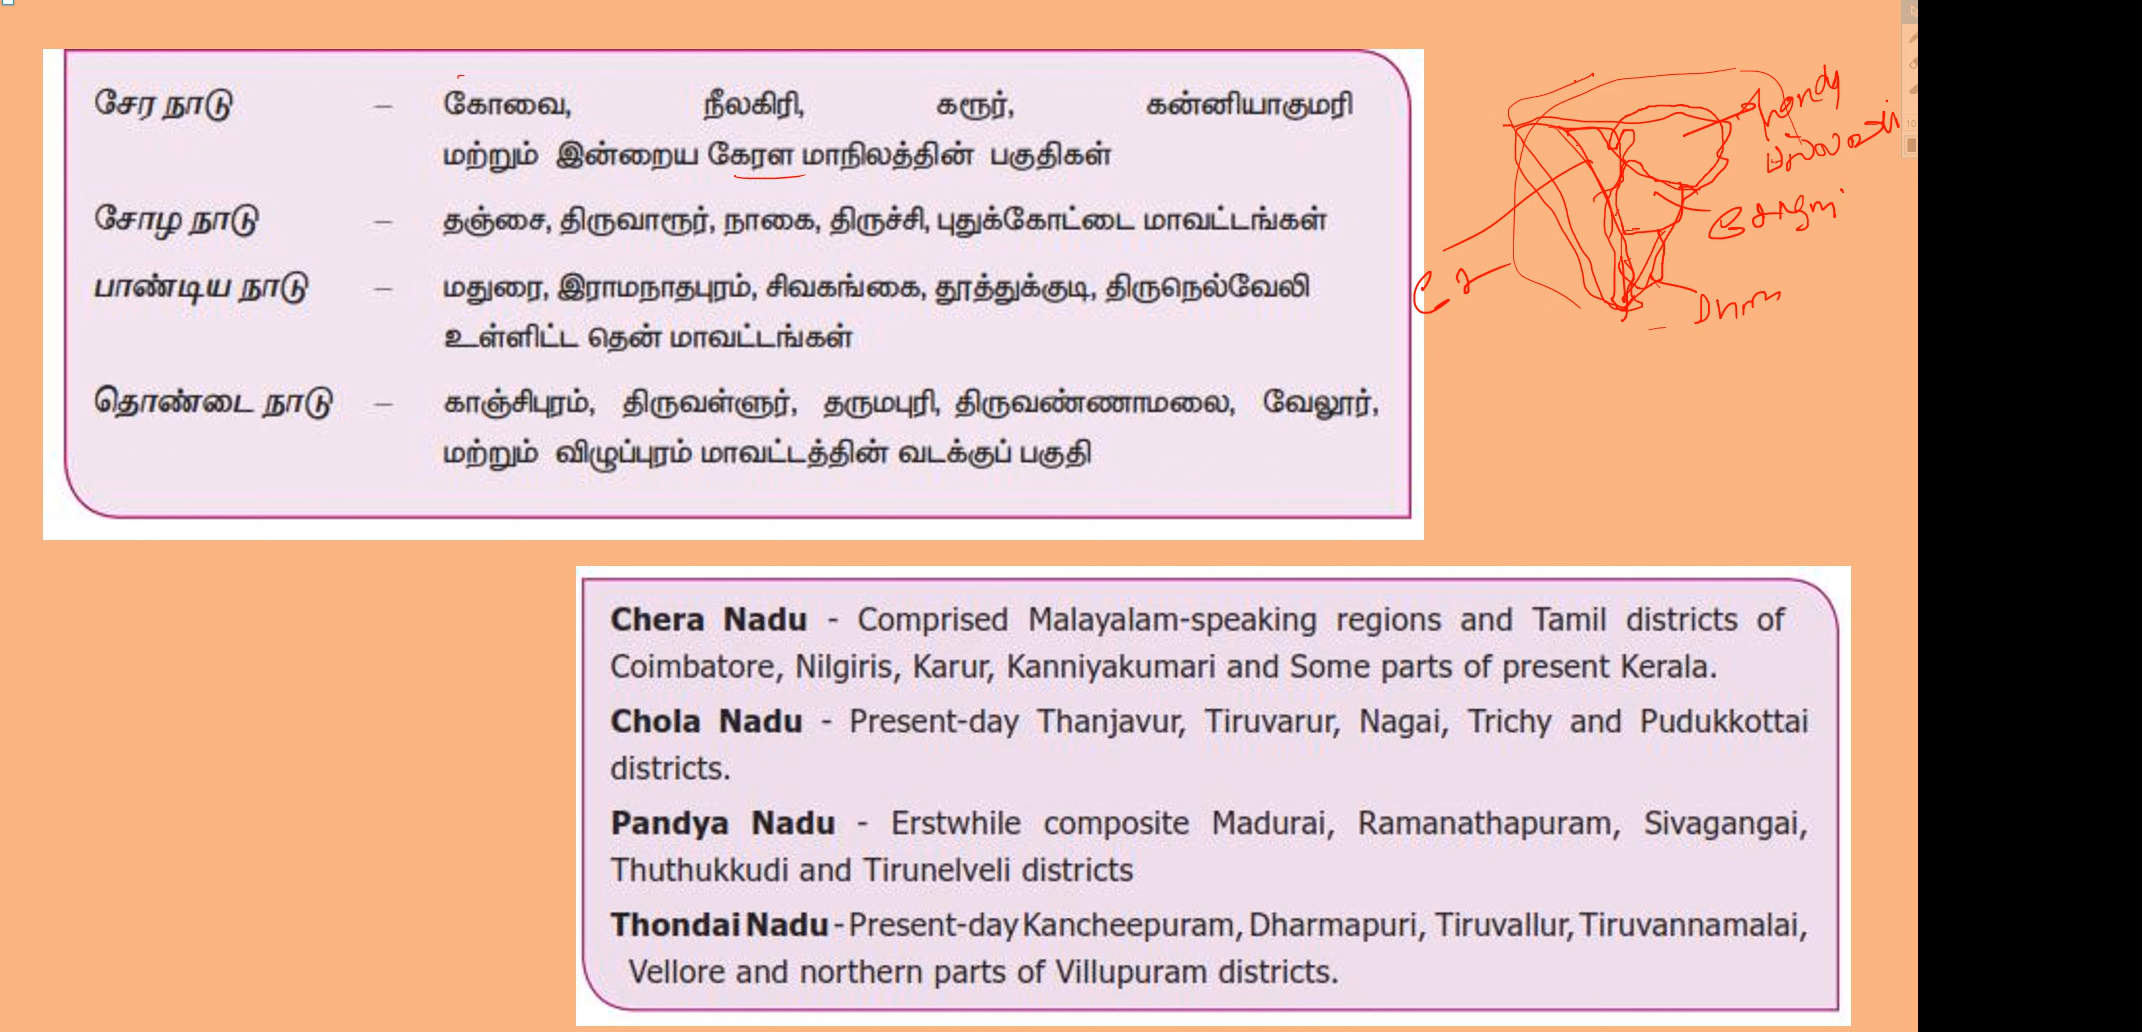 சேர நாடு – கோவை, நீலகிரி, கரூர், கன்னியாகுமரி
மற்றும் இன்றைய கேரள மாநிலத்தின் பகுதிகள்
சோழ நாடு – தஞ்சை, திருவாரூர், நாகை, திருச்சி, புதுக்கோட்டை மாவட்டங்கள்
பாண்டிய நாடு – மதுரை, இராமநாதபுரம், சிவகங்கை, தூத்துக்குடி, திருநெல்வேலி
உள்ளிட்ட தென் மாவட்டங்கள்
தொண்டை நாடு – காஞ்சிபுரம், திருவள்ளுர், தருமபுரி, திருவண்ணாமலை, வேலூர்,
மற்றும் விழுப்புரம் மாவட்டத்தின் வடக்குப் பகுதி
Chera Nadu - Comprised Malayalam-speaking regions and Tamil districts of
Coimbatore, Nilgiris, Karur, Kanniyakumari and Some parts of present Kerala.
Chola Nadu - Present-day Thanjavur, Tiruvarur, Nagai, Trichy and Pudukkottai
districts.
Pandya Nadu - Erstwhile composite Madurai, Ramanathapuram, Sivagangai,
Thuthukkudi and Tirunelveli districts
Thondai Nadu - Present-day Kancheepuram, Dharmapuri, Tiruvallur, Tiruvannamalai,
Vellore and northern parts of Villupuram districts.